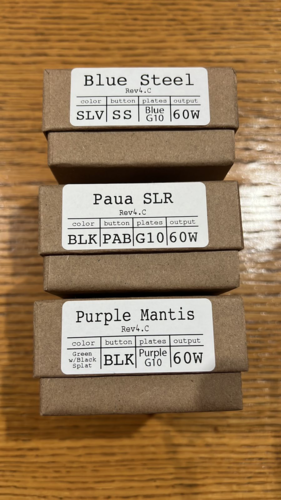 Blue Steel
Rev4.C
color button plates output
SLV SS Blue G10 60W
Paua SLR
Rev4.C
color button plates output
BLK PAB G10 60W
Purple Mantis
Rev4.C
color button plates output
Green w/Black Splat BLK Purple G10 60W